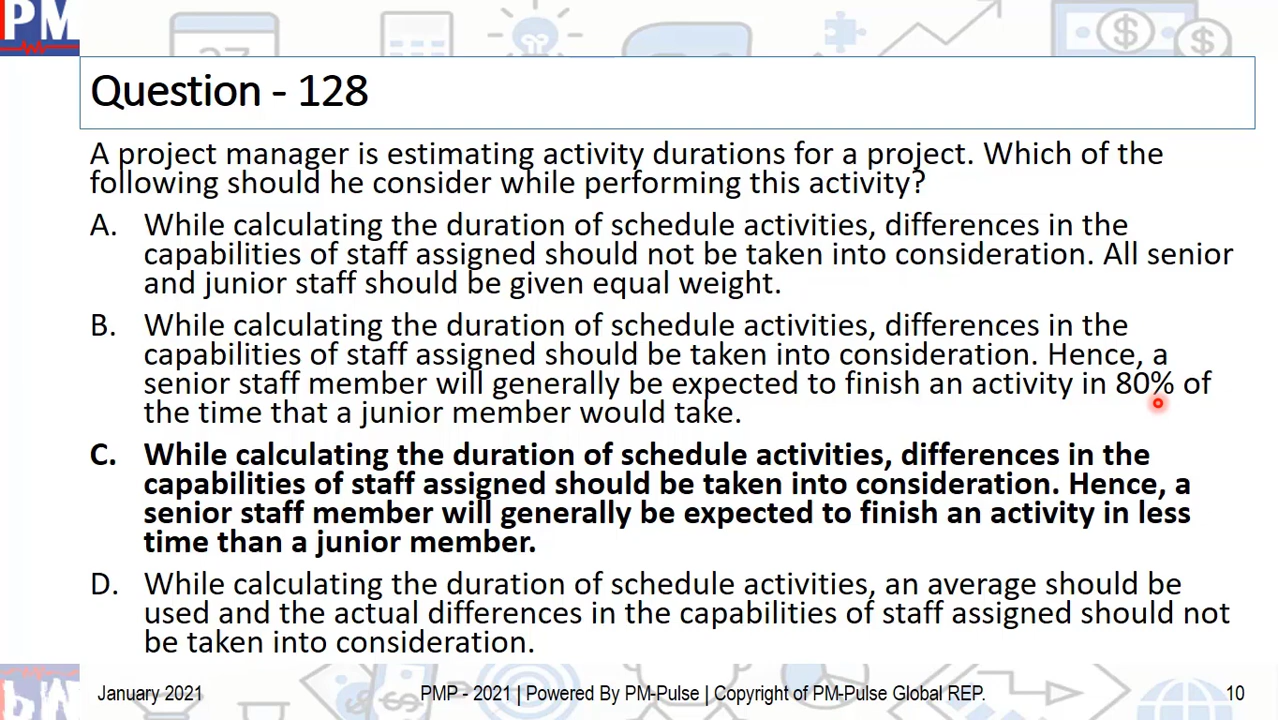 PM
27
Question - 128
A project manager is estimating activity durations for a project. Which of the
following should he consider while performing this activity?
A. While calculating the duration of schedule activities, differences in the
capabilities of staff assigned should not be taken into consideration. All senior
and junior staff should be given equal weight.
B. While calculating the duration of schedule activities, differences in the
capabilities of staff assigned should be taken into consideration. Hence, a
senior staff member will generally be expected to finish an activity in 80% of
the time that a junior member would take.
C. While calculating the duration of schedule activities, differences in the
capabilities of staff assigned should be taken into consideration. Hence, a
senior staff member will generally be expected to finish an activity in less
time than a junior member.
D. While calculating the duration of schedule activities, an average should be
used and the actual differences in the capabilities of staff assigned should not
be taken into consideration.
January 2021 PMP - 2021 | Powered By PM-Pulse | Copyright of PM-Pulse Global REP. 10